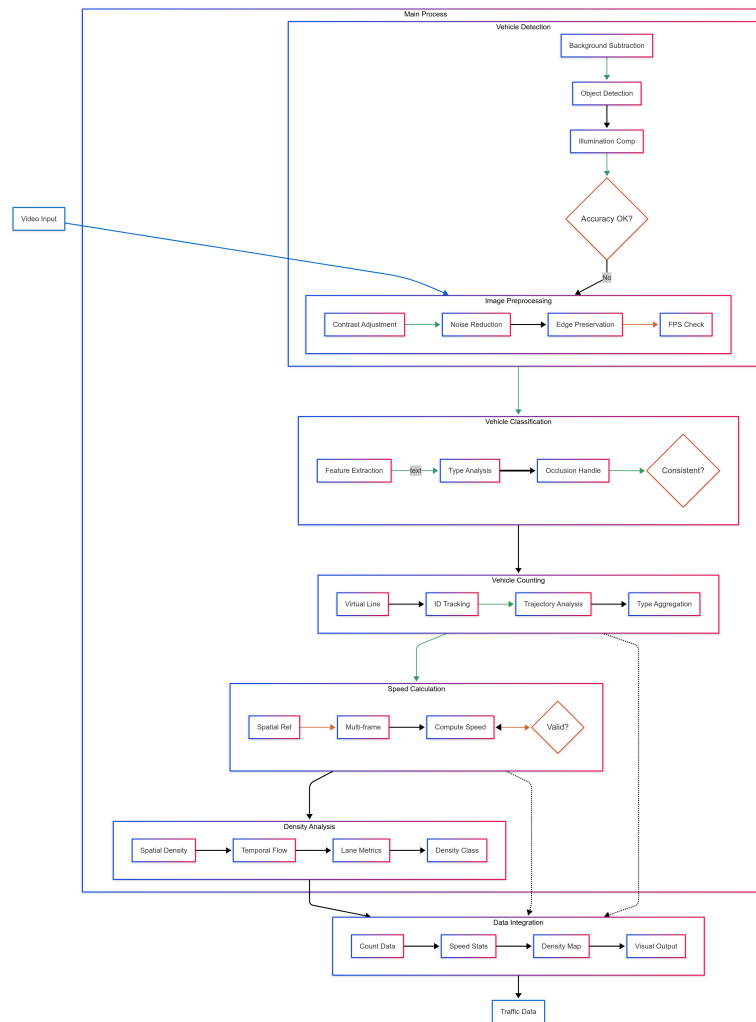 Main Process
Vehicle Detection
Background Subtraction
Object Detection
Illumination Comp
Accuracy OK?
Video Input
No
Image Preprocessing
Contrast Adjustment
Noise Reduction
Edge Preservation
FPS Check
Vehicle Classification
Feature Extraction
text
Type Analysis
Occlusion Handle
Consistent?
Vehicle Counting
Virtual Line
ID Tracking
Trajectory Analysis
Type Aggregation
Speed Calculation
Spatial Ref
Multi-frame
Compute Speed
Valid?
Density Analysis
Spatial Density
Temporal Flow
Lane Metrics
Density Class
Data Integration
Count Data
Speed Stats
Density Map
Visual Output
Traffic Data